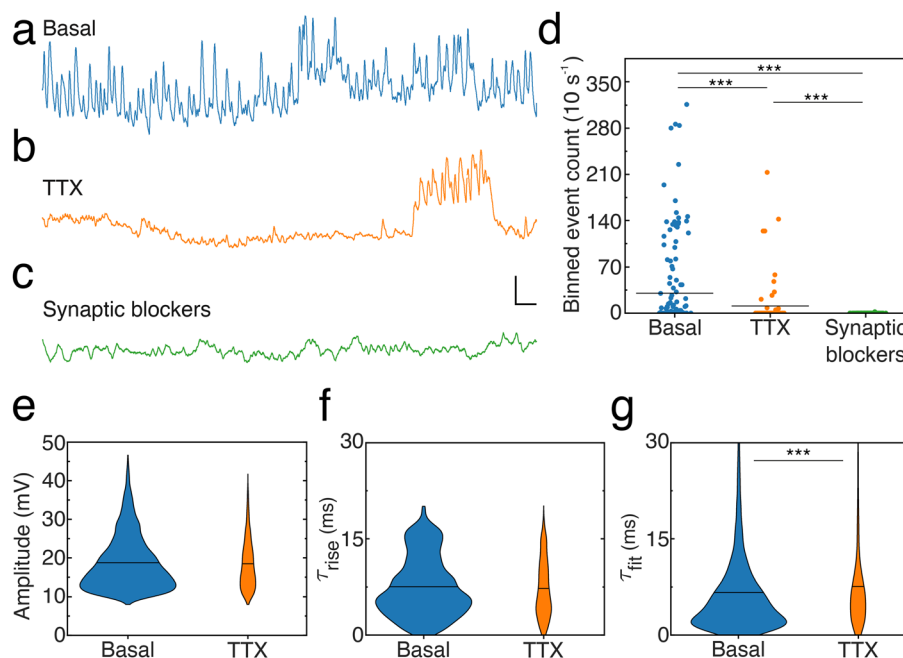 a
Basal
b
TTX
c
Synaptic blockers
d
Binned event count (10 s⁻¹)
350
280
210
140
70
0
***
***
***
Basal
TTX
Synaptic
blockers
e
Amplitude (mV)
50
40
30
20
10
0
Basal
TTX
f
τrise (ms)
30
15
0
Basal
TTX
g
τfit (ms)
30
15
0
***
Basal
TTX